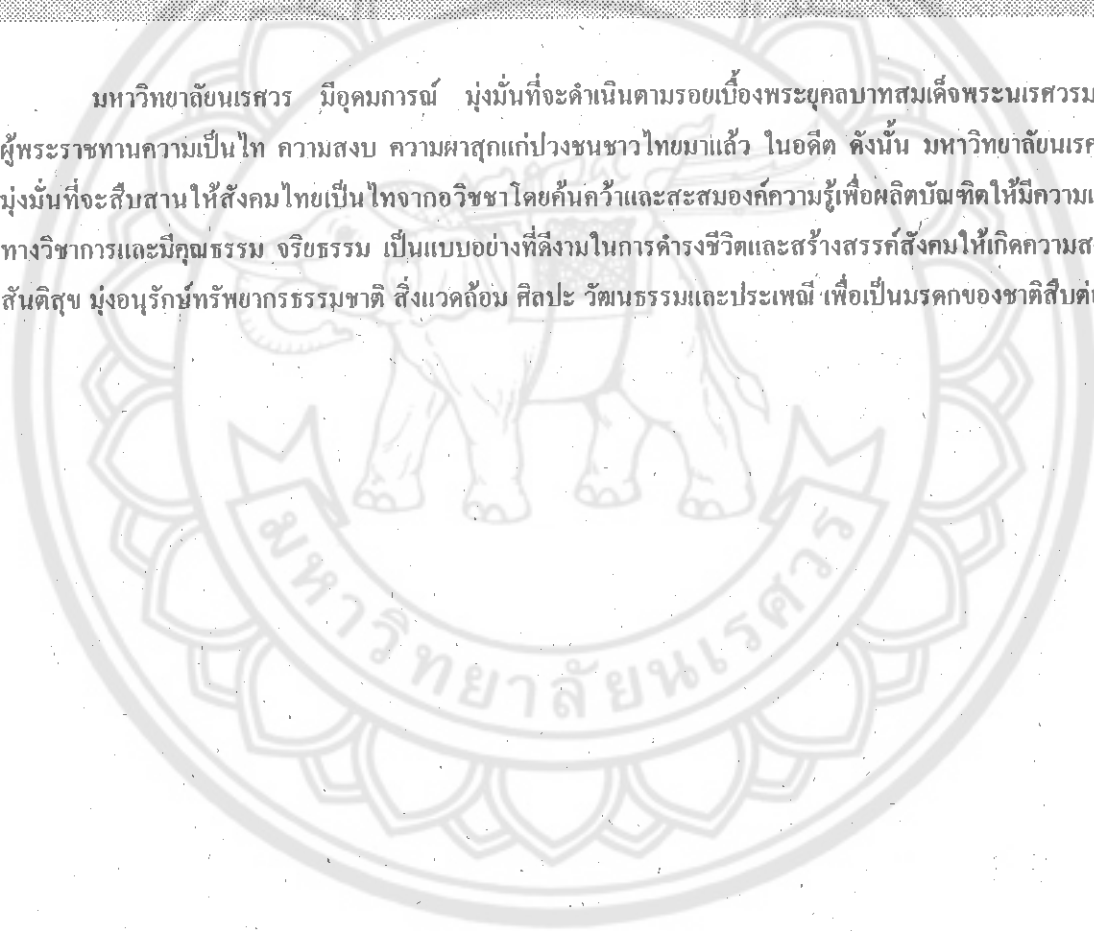 มหาวิทยาลัยนเรศวร มีอุดมการณ์ มุ่งมั่นที่จะดำเนินตามรอยเบื้องพระยุคลบาทสมเด็จพระนเรศวรม
ผู้พระราชทานความเป็นไท ความสงบ ความผาสุกแก่ปวงชนชาวไทยมาแล้ว ในอดีต ดังนั้น มหาวิทยาลัยนเรศ
มุ่งมั่นที่จะสืบสานให้สังคมไทยเป็นไทจากอวิชชาโดยค้นคว้าและสะสมองค์ความรู้เพื่อผลิตบัณฑิตให้มีความเ
ทางวิชาการและมีคุณธรรม จริยธรรม เป็นแบบอย่างที่ดีงามในการดำรงชีวิตและสร้างสรรค์สังคมให้เกิดความส
สันติสุข มุ่งอนุรักษ์ทรัพยากรธรรมชาติ สิ่งแวดล้อม ศิลปะ วัฒนธรรมและประเพณี เพื่อเป็นมรดกของชาติสืบต่
มหาวิทยาลัยนเรศวร